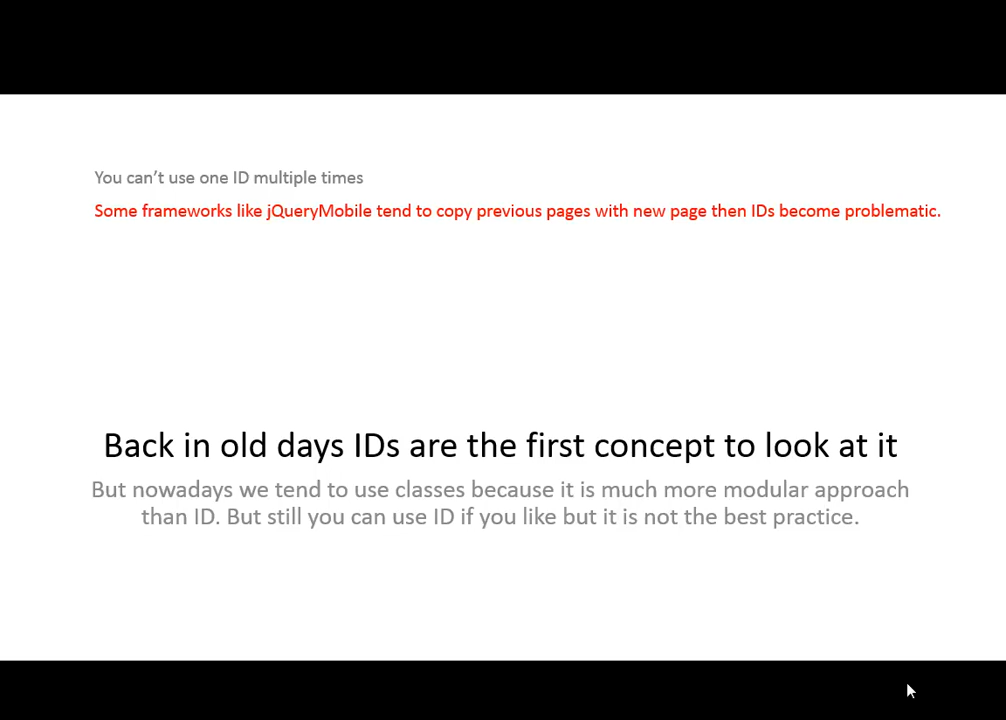 You can't use one ID multiple times
Some frameworks like jQueryMobile tend to copy previous pages with new page then IDs become problematic.
Back in old days IDs are the first concept to look at it
But nowadays we tend to use classes because it is much more modular approach
than ID. But still you can use ID if you like but it is not the best practice.